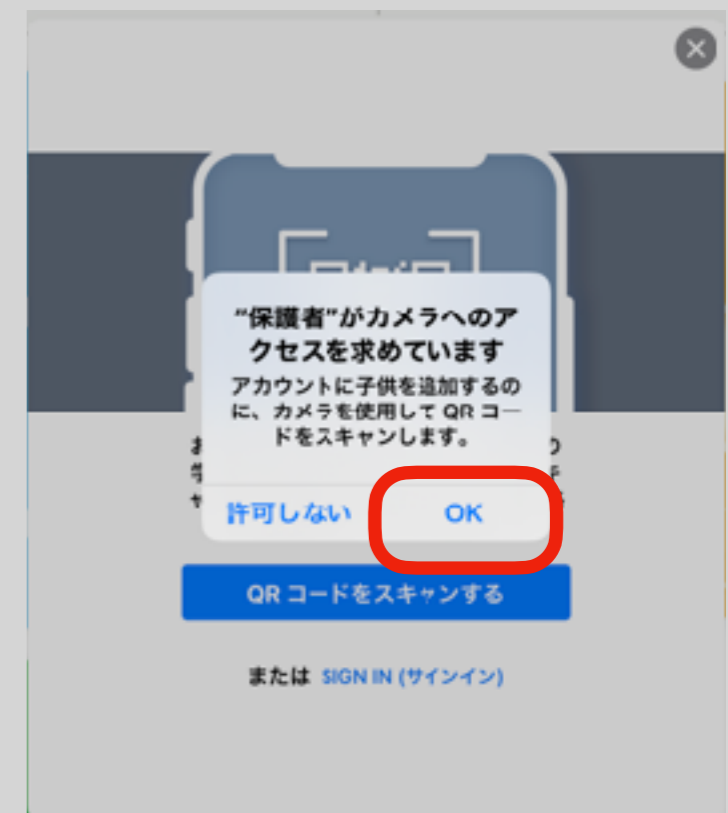 “保護者”がカメラへのア
クセスを求めています
アカウントに子供を追加するの
に、カメラを使用して QR コー
ドをスキャンします。
お
の
学
許可しない
OK
QR コードをスキャンする
または SIGN IN (サインイン)